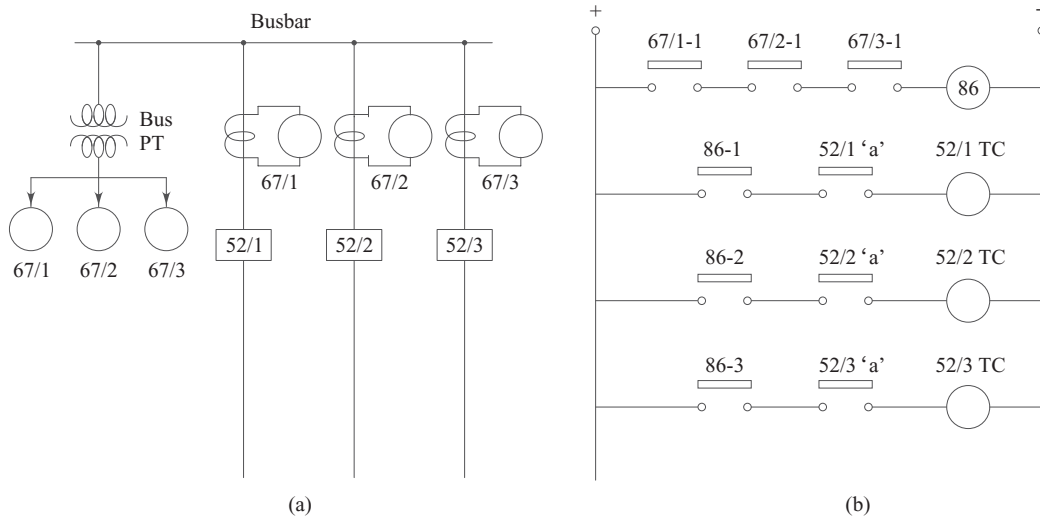 Busbar
Bus
PT
67/1
67/2
67/3
67/1
67/2
67/3
52/1
52/2
52/3
(a)
+
−
67/1-1
67/2-1
67/3-1
86
86-1
52/1 ‘a’
52/1 TC
86-2
52/2 ‘a’
52/2 TC
86-3
52/3 ‘a’
52/3 TC
(b)